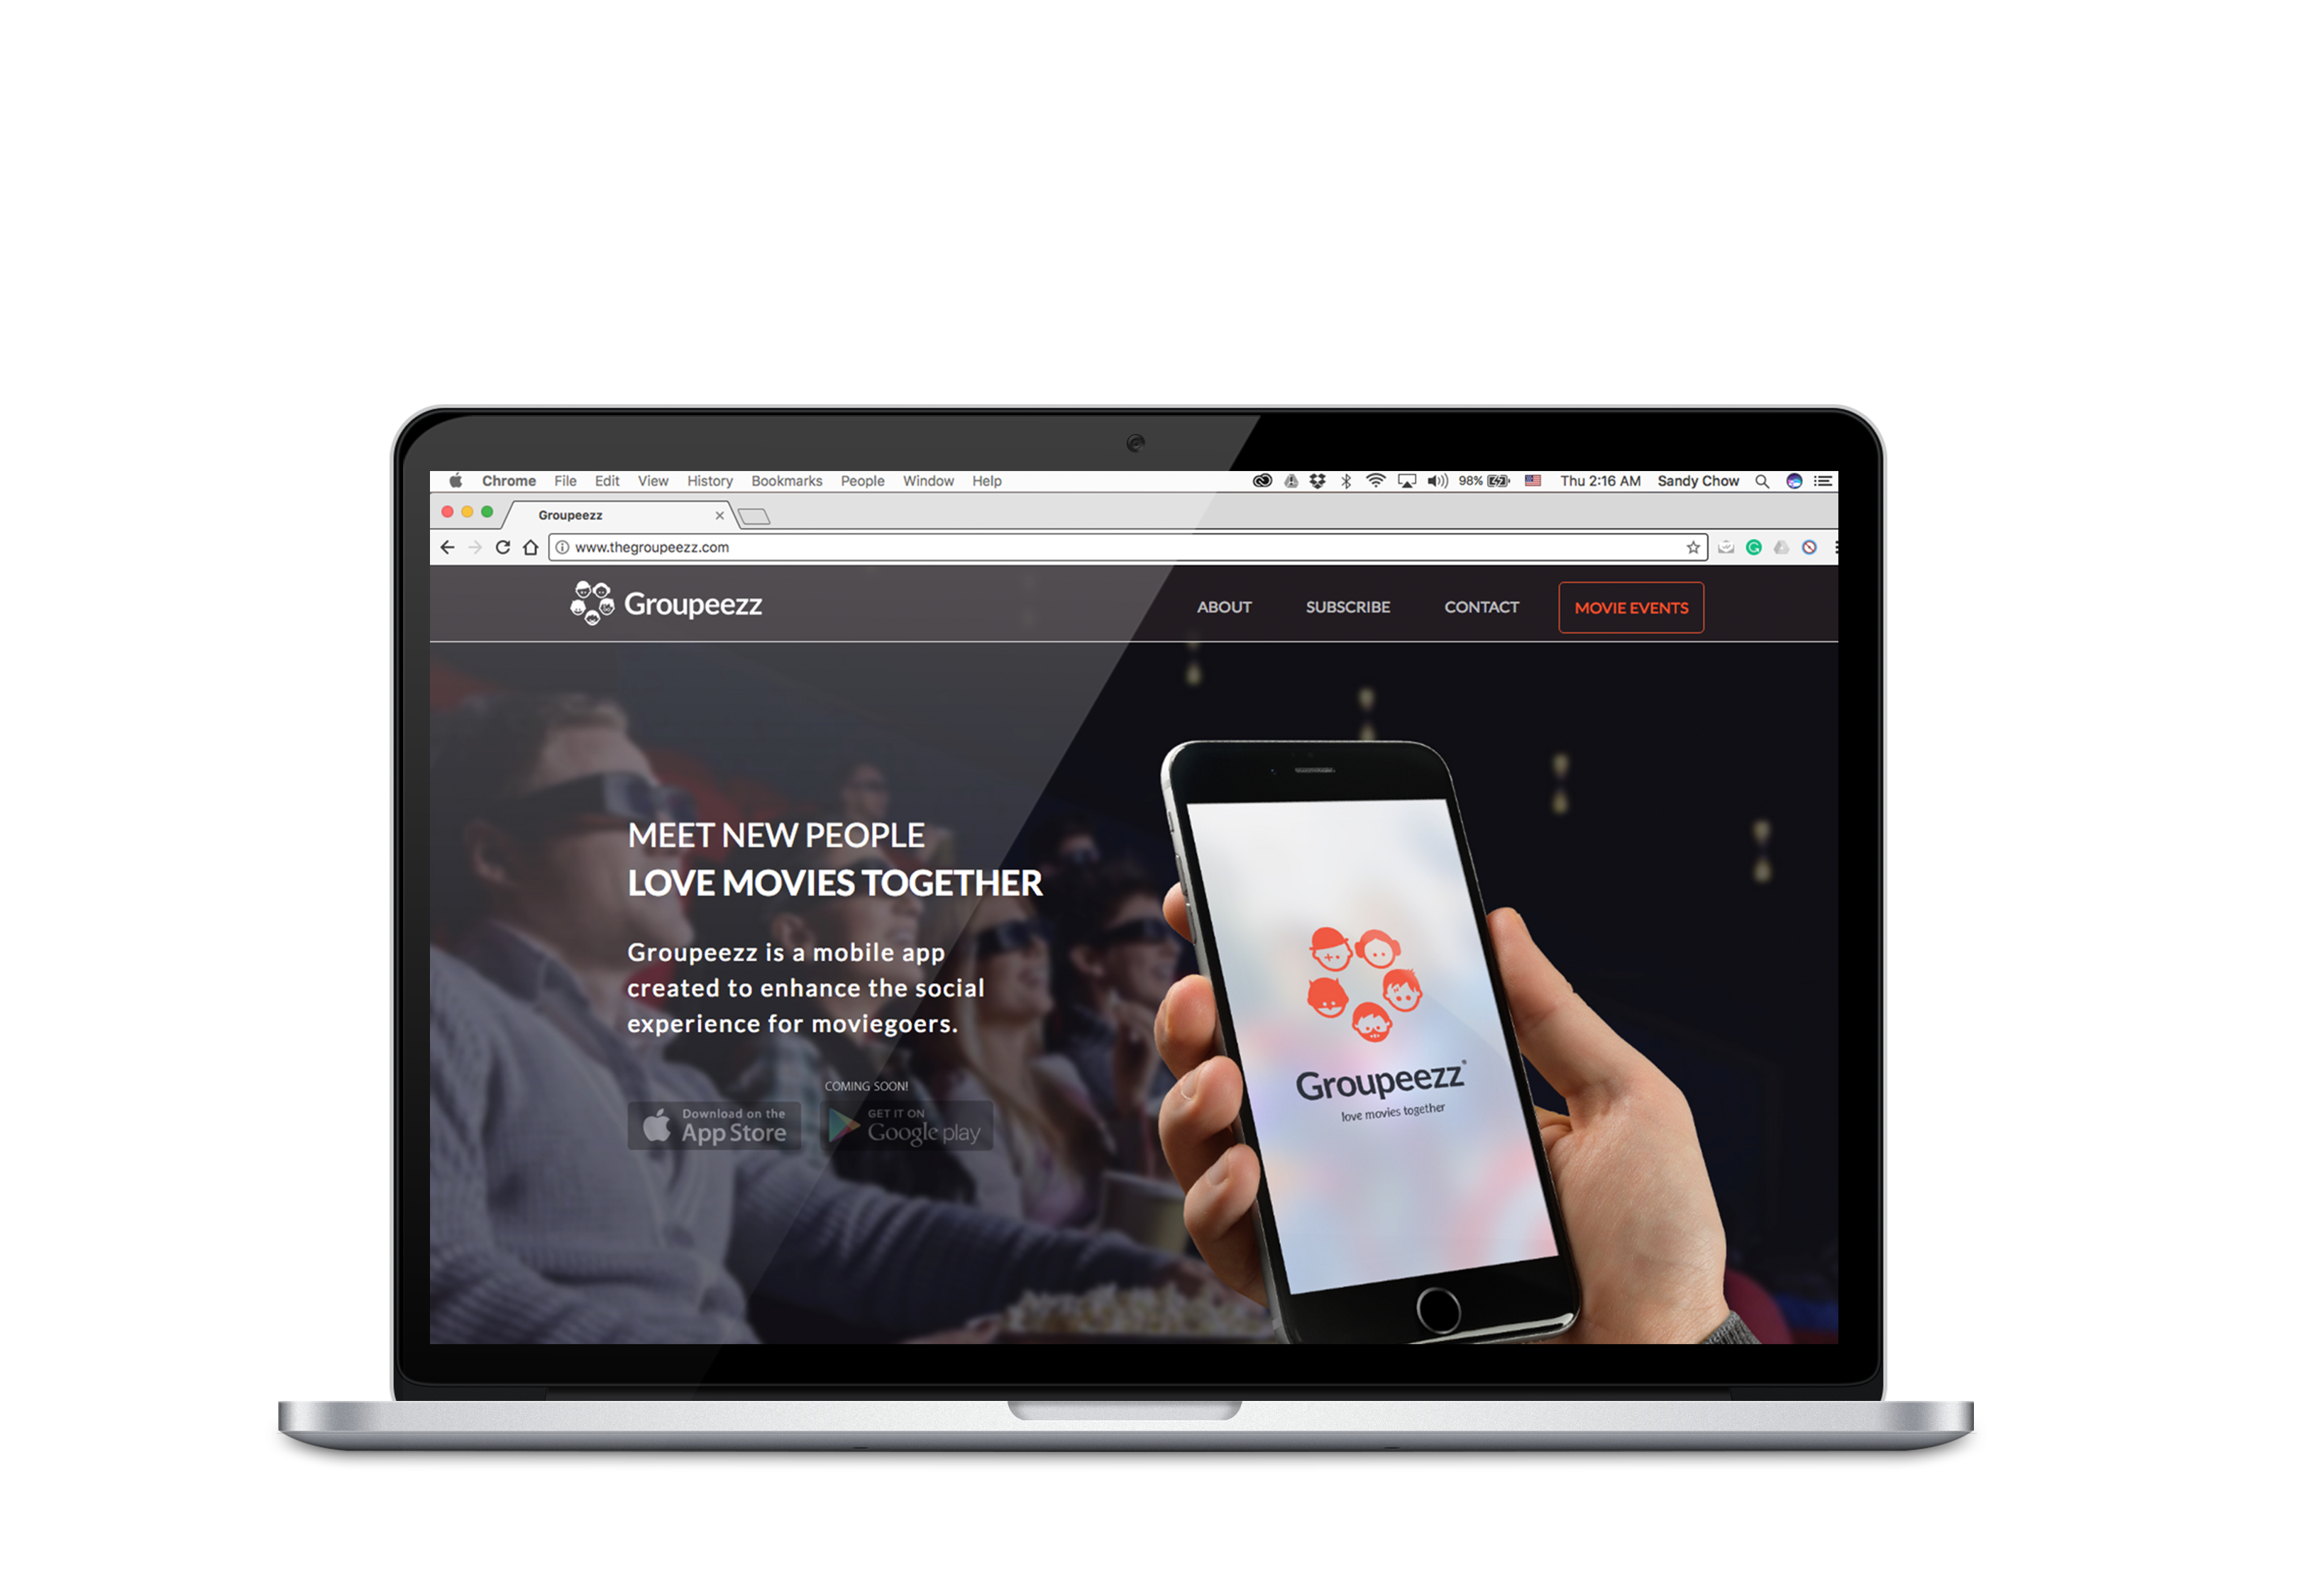 Chrome File Edit View History Bookmarks People Window Help 98% Thu 2:16 AM Sandy Chow
Groupeezz
www.thegroupeezz.com
Groupeezz ABOUT SUBSCRIBE CONTACT MOVIE EVENTS
MEET NEW PEOPLE
LOVE MOVIES TOGETHER
Groupeezz is a mobile app
created to enhance the social
experience for moviegoers.
COMING SOON!
Download on the
App Store
GET IT ON
Google play
Groupeezz
love movies together